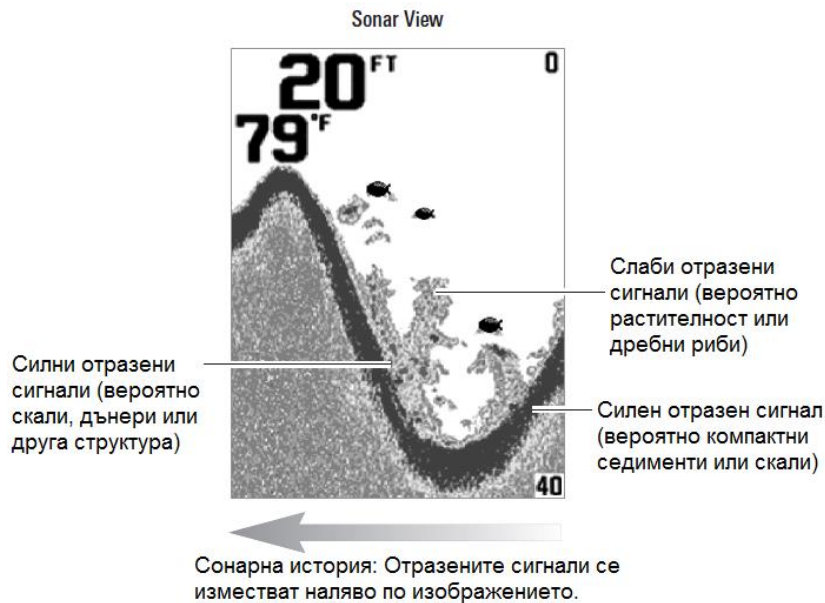 Sonar View
20 FT
0
79 °F
Слаби отразени
сигнали (вероятно
растителност или
дребни риби)
Силни отразени
сигнали (вероятно
скали, дънери или
друга структура)
Силен отразен сигнал
(вероятно компактни
седименти или скали)
40
Сонарна история: Отразените сигнали се
изместват наляво по изображението.